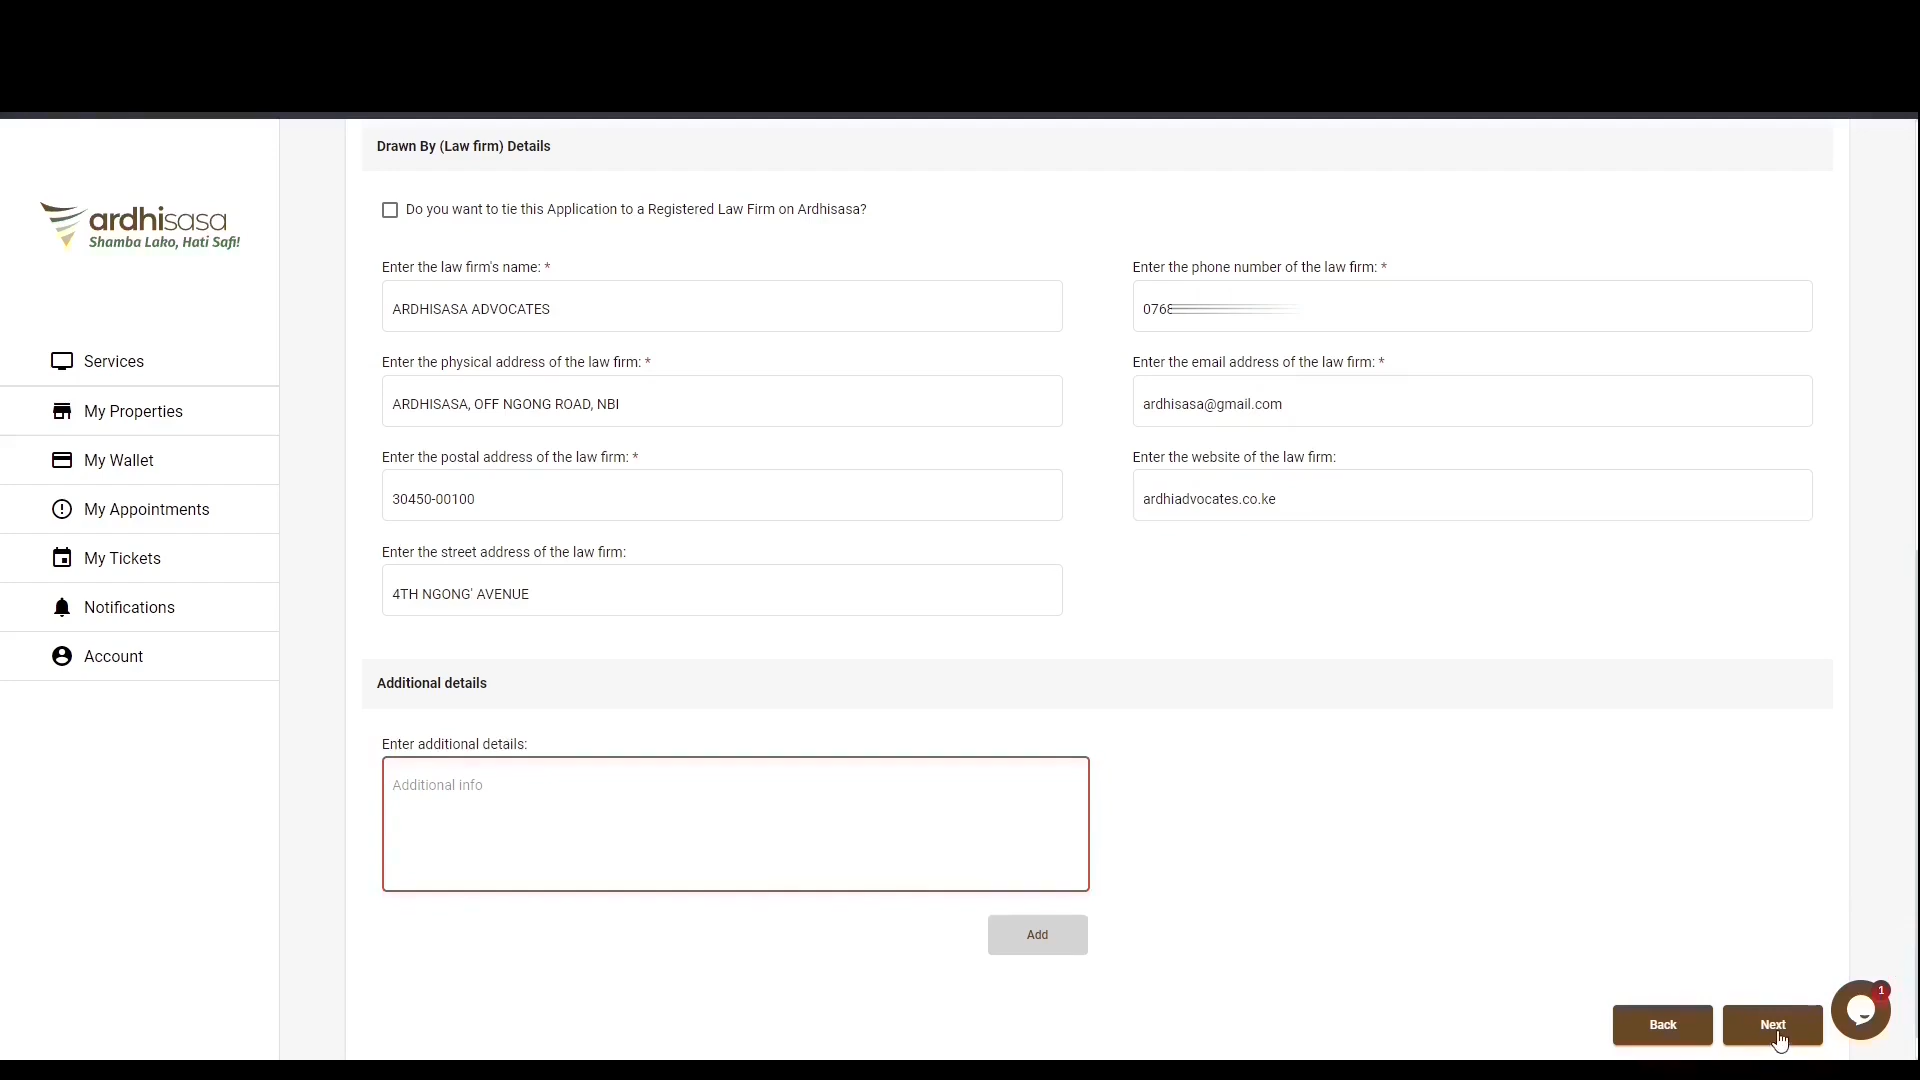 Drawn By (Law firm) Details
ardhisasa
Shamba Lako, Hati Safi!
Services
My Properties
My Wallet
My Appointments
My Tickets
Notifications
Account
Do you want to tie this Application to a Registered Law Firm on Ardhisasa?
Enter the law firm's name: *
ARDHISASA ADVOCATES
Enter the phone number of the law firm: *
0768
Enter the physical address of the law firm: *
ARDHISASA, OFF NGONG ROAD, NBI
Enter the email address of the law firm: *
ardhisasa@gmail.com
Enter the postal address of the law firm: *
30450-00100
Enter the website of the law firm:
ardhiadvocates.co.ke
Enter the street address of the law firm:
4TH NGONG' AVENUE
Additional details
Enter additional details:
Additional info
Add
Back
Next
1